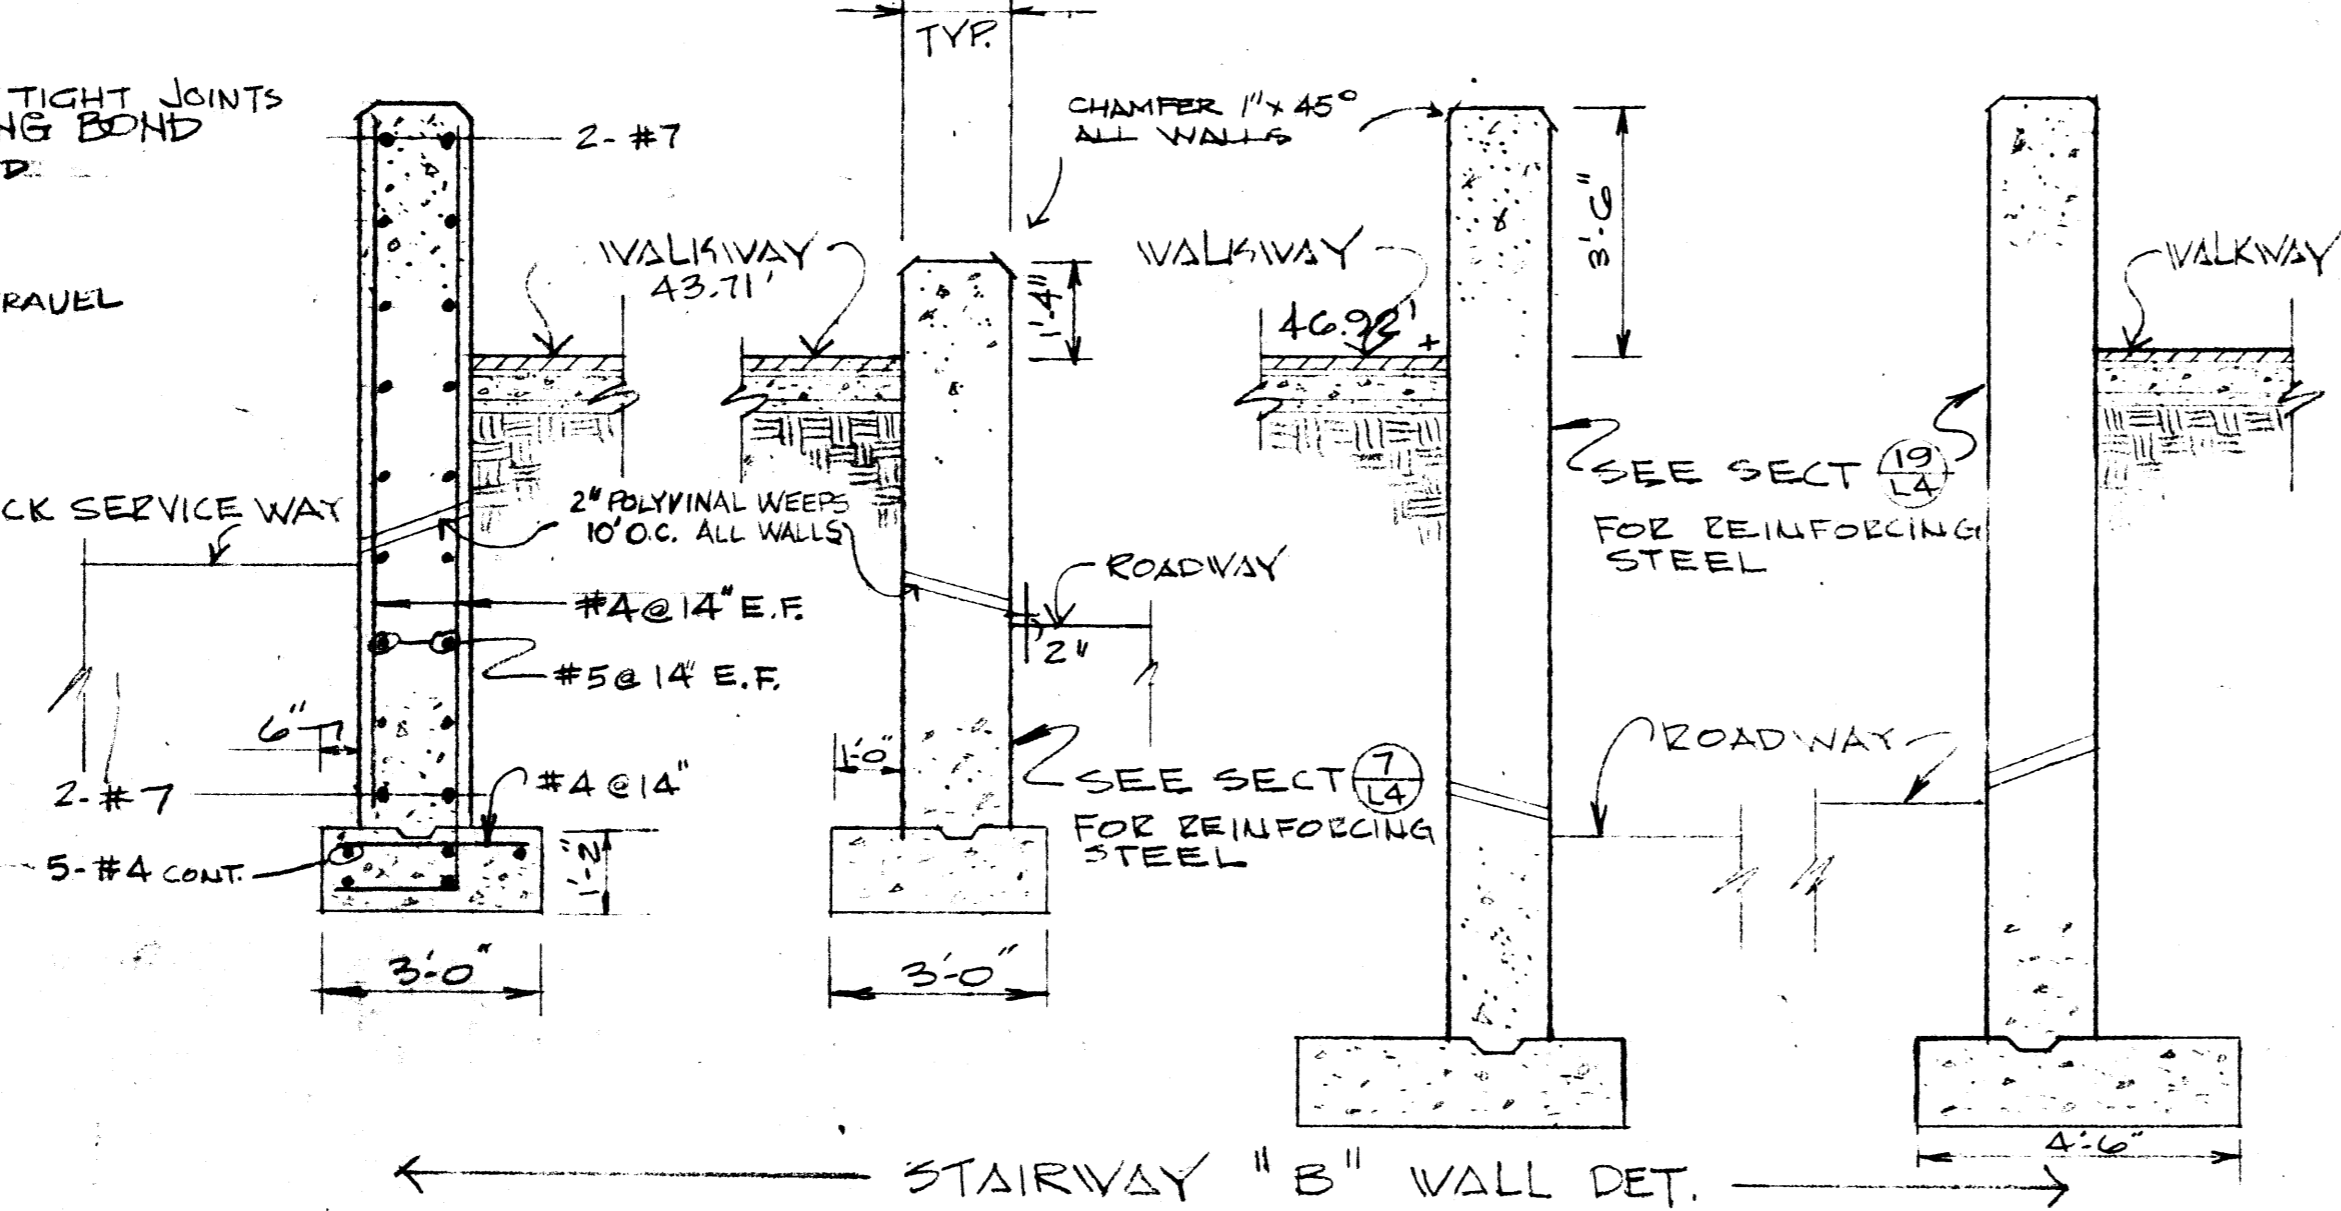 TYP.
TIGHT JOINTS
NG BOND
D
CHAMFER 1" x 45°
ALL WALLS
2- #7
3'-6"
WALKWAY
43.71'
WALKWAY
WALKWAY
RAVEL
1'-4"
46.92' +
SEE SECT 19
L4
FOR REINFORCING
STEEL
CK SERVICE WAY
2" POLYVINAL WEEPS
10' O.C. ALL WALLS
ROADWAY
#4 @ 14" E.F.
2"
#5 @ 14" E.F.
6"
1'-0"
ROADWAY
2- #7
#4 @ 14"
SEE SECT 7
L4
FOR REINFORCING
STEEL
5-#4 CONT.
1'-2"
3'-0"
3'-0"
4'-6"
STAIRWAY "B" WALL DET.